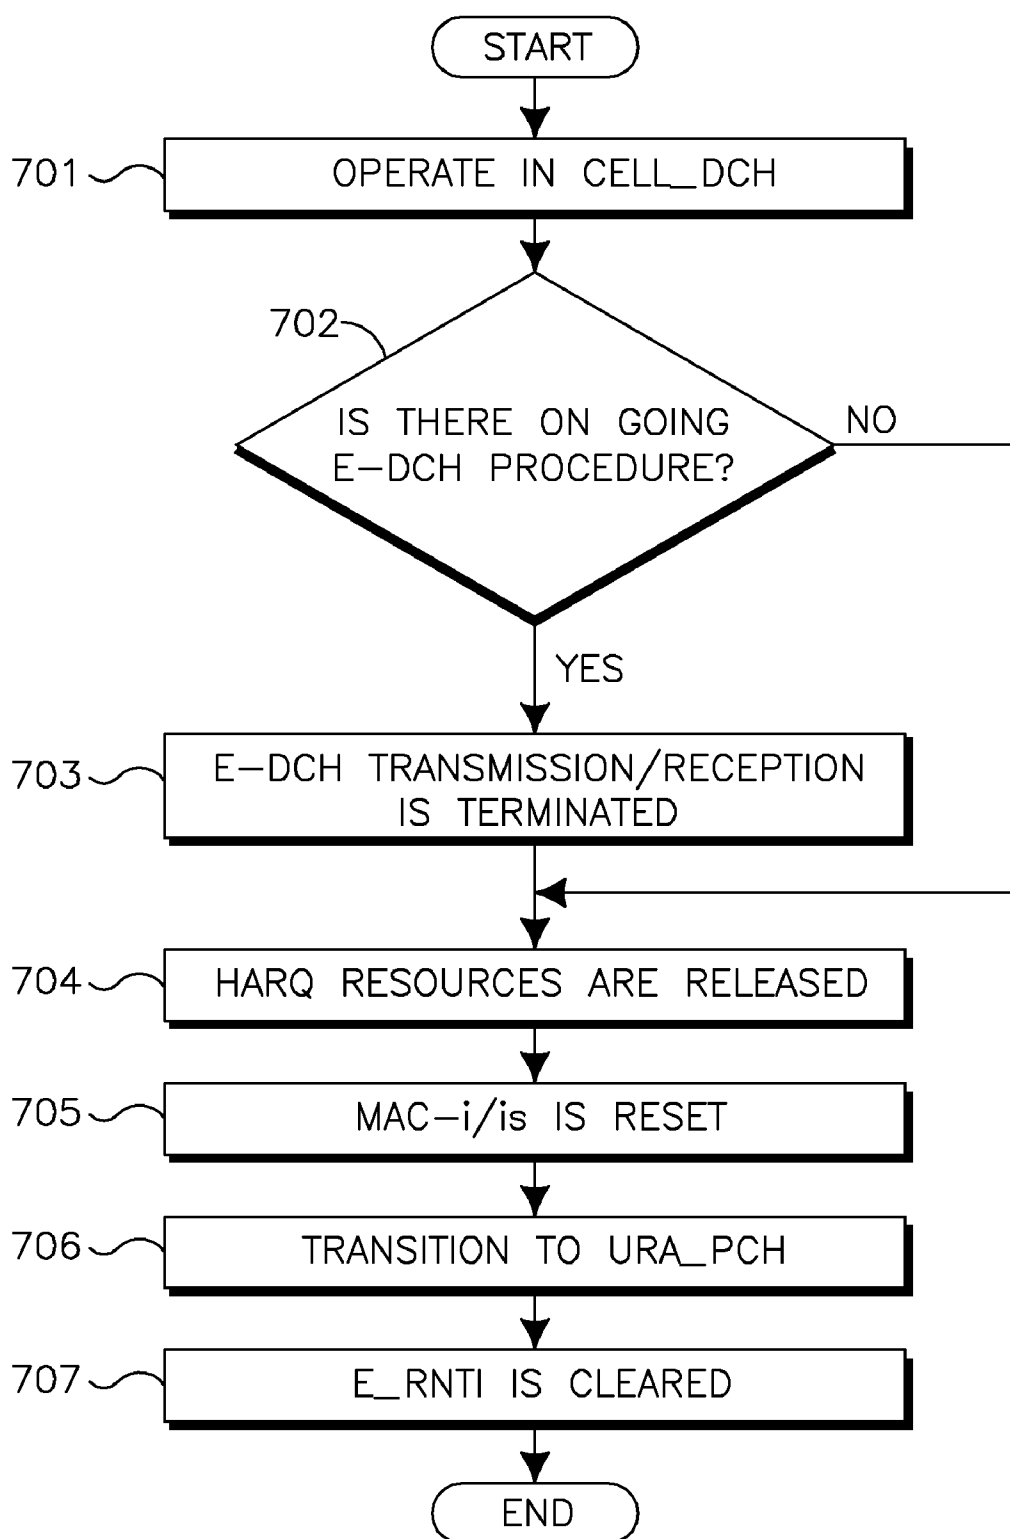 START
701
OPERATE IN CELL_DCH
702
IS THERE ON GOING
E-DCH PROCEDURE?
NO
YES
703
E-DCH TRANSMISSION/RECEPTION
IS TERMINATED
704
HARQ RESOURCES ARE RELEASED
705
MAC-i/is IS RESET
706
TRANSITION TO URA_PCH
707
E_RNTI IS CLEARED
END